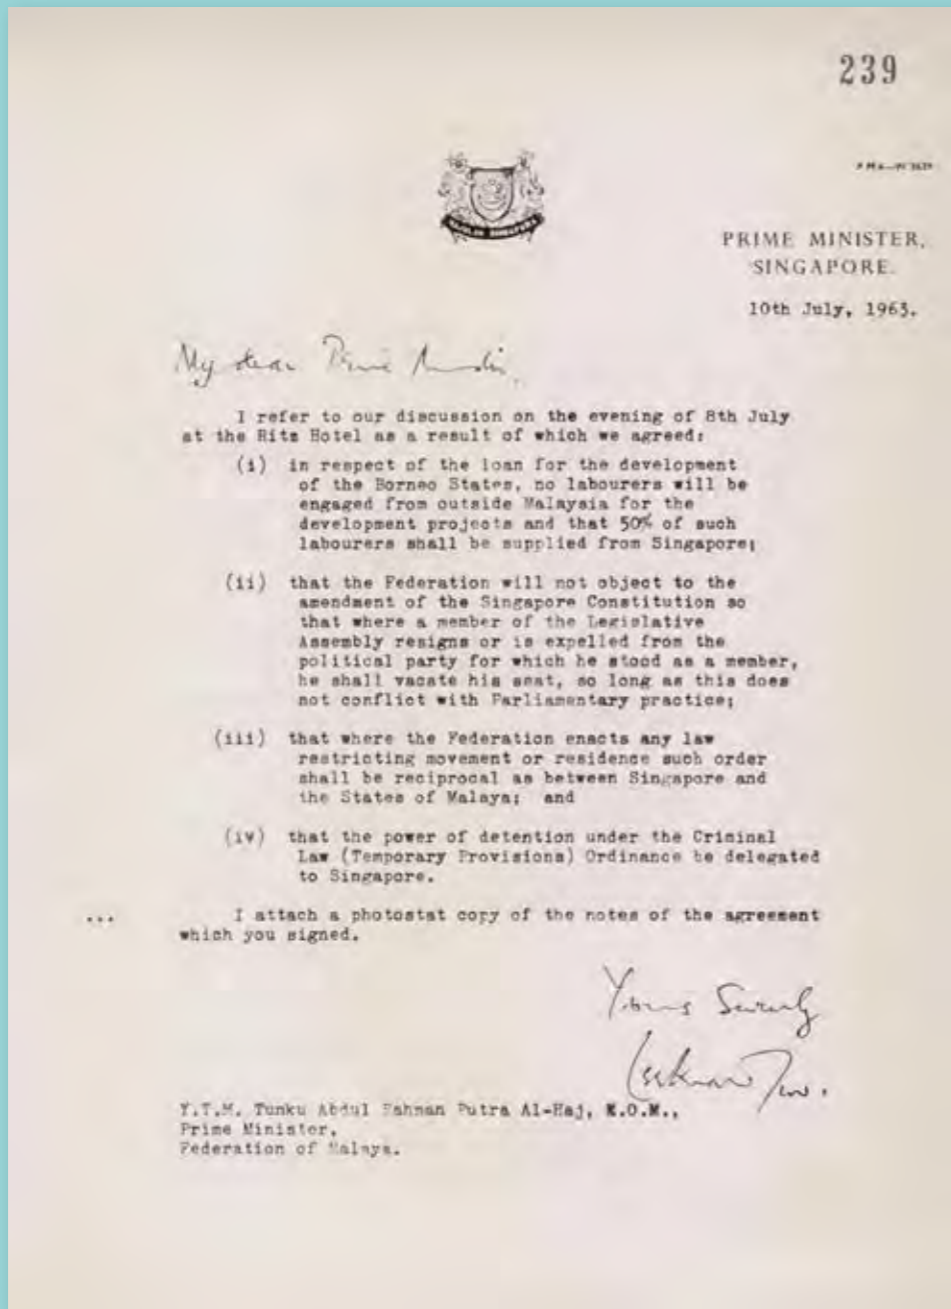 239
PRIME MINISTER,
SINGAPORE.
10th July, 1963.
My dear Prime Minister,
I refer to our discussion on the evening of 8th July
at the Ritz Hotel as a result of which we agreed:
(i) in respect of the loan for the development
of the Borneo States, no labourers will be
engaged from outside Malaysia for the
development projects and that 50% of such
labourers shall be supplied from Singapore;
(ii) that the Federation will not object to the
amendment of the Singapore Constitution so
that where a member of the Legislative
Assembly resigns or is expelled from the
political party for which he stood as a member,
he shall vacate his seat, so long as this does
not conflict with Parliamentary practice;
(iii) that where the Federation enacts any law
restricting movement or residence such order
shall be reciprocal as between Singapore and
the States of Malaya; and
(iv) that the power of detention under the Criminal
Law (Temporary Provisions) Ordinance be delegated
to Singapore.
... I attach a photostat copy of the notes of the agreement
which you signed.
Yours Sincerely
Lee Kuan Yew.
Y.T.M. Tunku Abdul Rahman Putra Al-Haj, K.O.M.,
Prime Minister,
Federation of Malaya.